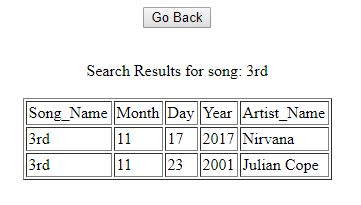 Go Back
Search Results for song: 3rd
Song_Name Month Day Year Artist_Name
3rd 11 17 2017 Nirvana
3rd 11 23 2001 Julian Cope